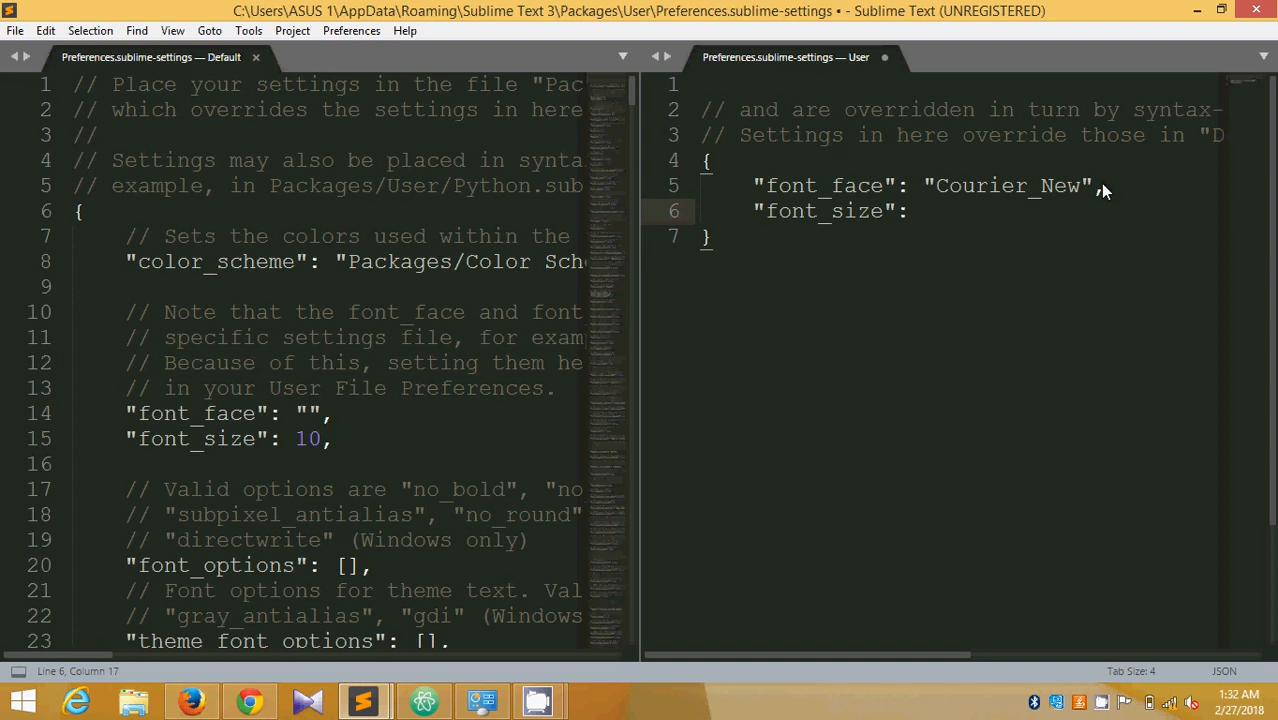 C:\Users\ASUS 1\AppData\Roaming\Sublime Text 3\Packages\User\Preferences.sublime-settings • - Sublime Text (UNREGISTERED)
File Edit Selection Find View Goto Tools Project Preferences Help
Preferences.sublime-settings — Default
1 // Place your settings in the file "Pac
2 // which overrides the settings in here
3 //
4 // Settings may also be placed in synta
5 // example, in Packages/User/Python.sub
6 {
7 // Sets the colors used within the
8 "color_scheme": "Packages/Color Sch
9
10 // Note that the font_face and font
11 // specific settings file, for exam
12 // Because of this, setting them he
13 // in your User File Preferences.
14 "font_face": ""
15 "font_size": 10
16
17 // Valid options are "no_bold", "no
18 // "subpixel_antialias", "no_round"
19 // "directwrite" (Windows only)
20 "font_options": [],
21 // Font options for theme text. Val
22 // "gray_antialias", "gdi" (Windows
23 "theme_font_options": [],
Preferences.sublime-settings — User
1
2 // and are overridden in turn by syntax-
3 // Settings in here override those in "D
4 {
5 "font_face": "Courier New",
6 "font_size":
7 }
Line 6, Column 17
Tab Size: 4
JSON
1:32 AM
2/27/2018